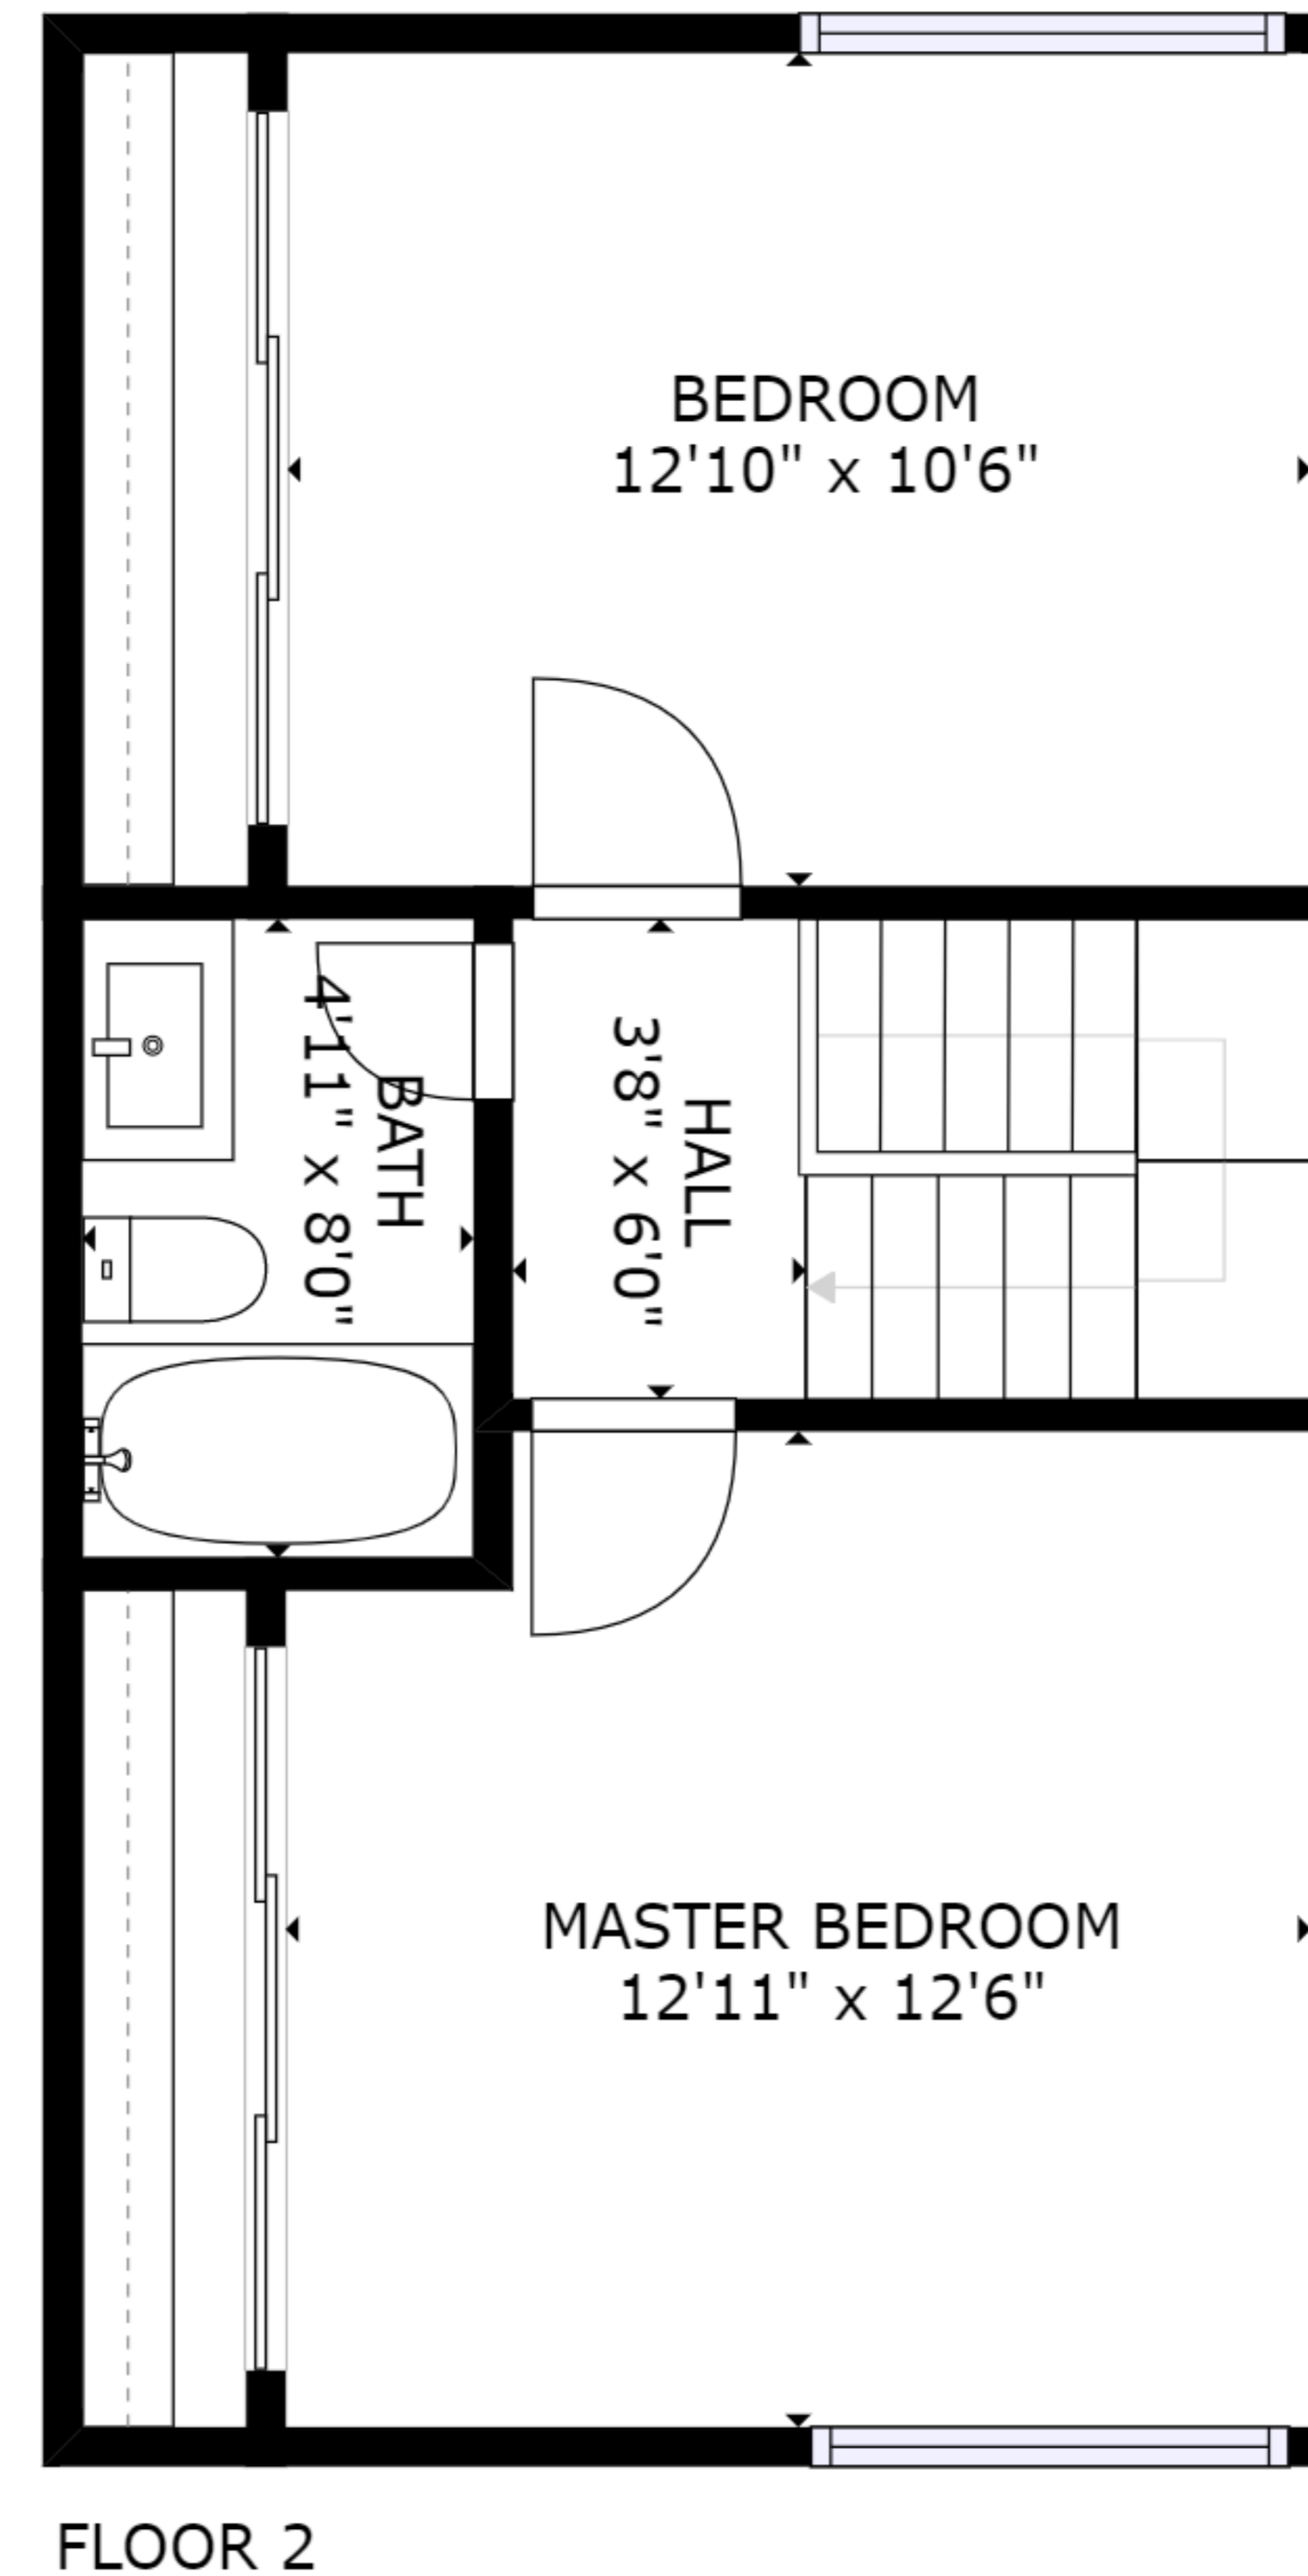 BEDROOM
12'10" x 10'6"
BATH
4'11" x 8'0"
HALL
3'8" x 6'0"
MASTER BEDROOM
12'11" x 12'6"
FLOOR 2